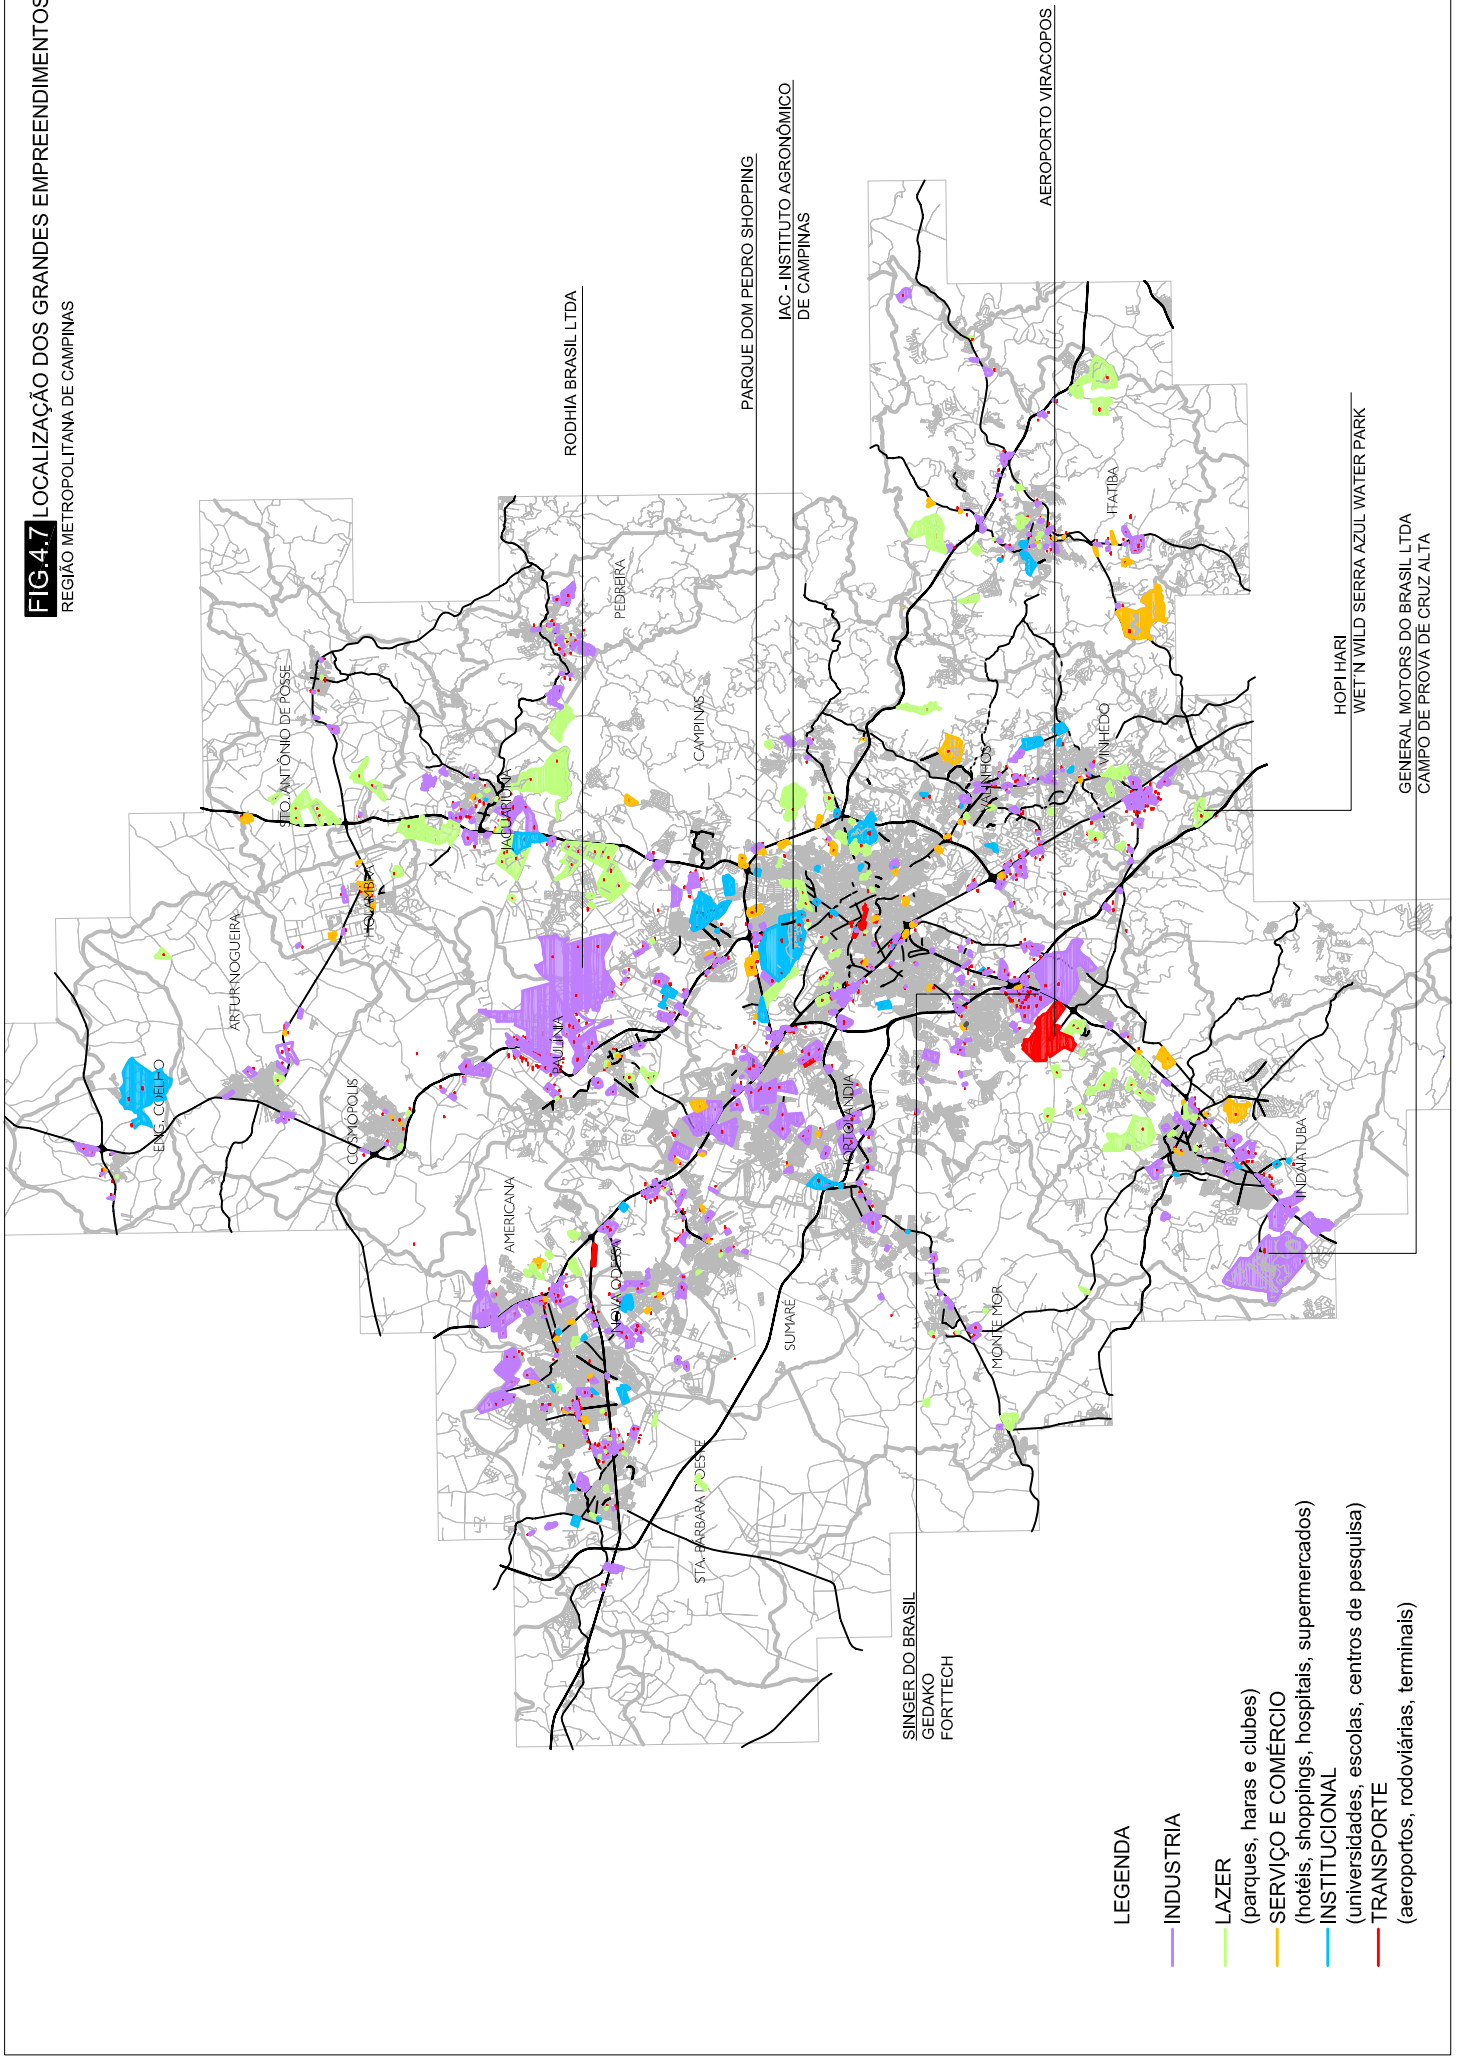 FIG.4.7 LOCALIZAÇÃO DOS GRANDES EMPREENDIMENTOS
REGIÃO METROPOLITANA DE CAMPINAS
RODHIA BRASIL LTDA
PARQUE DOM PEDRO SHOPPING
IAC - INSTITUTO AGRONÔMICO
DE CAMPINAS
AEROPORTO VIRACOPOS
HOPI HARI
WET´N WILD SERRA AZUL WATER PARK
GENERAL MOTORS DO BRASIL LTDA
CAMPO DE PROVA DE CRUZ ALTA
SINGER DO BRASIL
GEDAKO
FORTTECH
ENG. COELHO
ARTUR NOGUEIRA
STO. ANTÔNIO DE POSSE
COSMÓPOLIS
HOLAMBRA
JAGUARIÚNA
PEDREIRA
PAULÍNIA
CAMPINAS
AMERICANA
NOVA ODESSA
STA. BÁRBARA D'OESTE
SUMARÉ
HORTOLÂNDIA
MONTE MOR
VALINHOS
VINHEDO
ITATIBA
INDAIATUBA
LEGENDA
INDUSTRIA
LAZER
(parques, haras e clubes)
SERVIÇO E COMÉRCIO
(hotéis, shoppings, hospitais, supermercados)
INSTITUCIONAL
(universidades, escolas, centros de pesquisa)
TRANSPORTE
(aeroportos, rodoviárias, terminais)